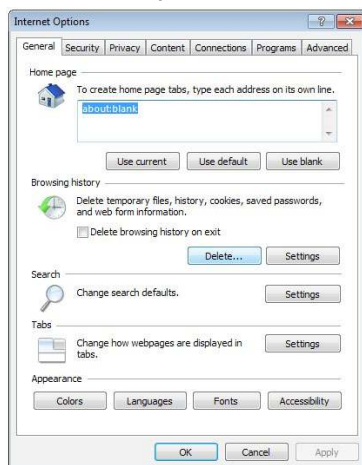 Internet Options
General Security Privacy Content Connections Programs Advanced
Home page
To create home page tabs, type each address on its own line.
about:blank
Use current Use default Use blank
Browsing history
Delete temporary files, history, cookies, saved passwords,
and web form information.
Delete browsing history on exit
Delete... Settings
Search
Change search defaults. Settings
Tabs
Change how webpages are displayed in Settings
tabs.
Appearance
Colors Languages Fonts Accessibility
OK Cancel Apply